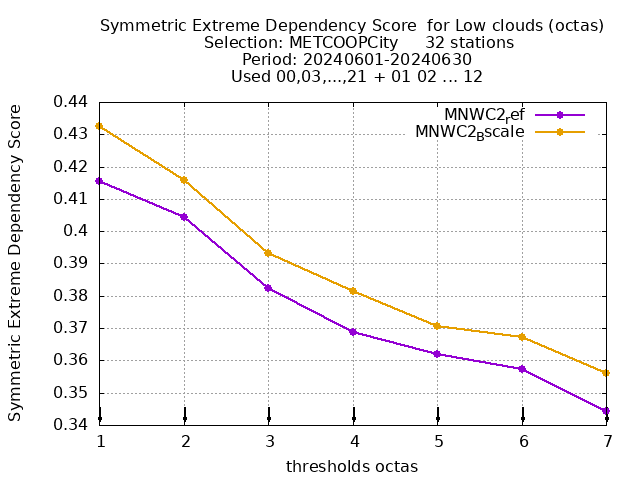 Symmetric Extreme Dependency Score  for Low clouds (octas)
Selection: METCOOPCity     32 stations
Period: 20240601-20240630
Used 00,03,...,21 + 01 02 ... 12
MNWC2ref
MNWC2Bscale
Symmetric Extreme Dependency Score
0.44
0.43
0.42
0.41
0.4
0.39
0.38
0.37
0.36
0.35
0.34
1 2 3 4 5 6 7
thresholds octas